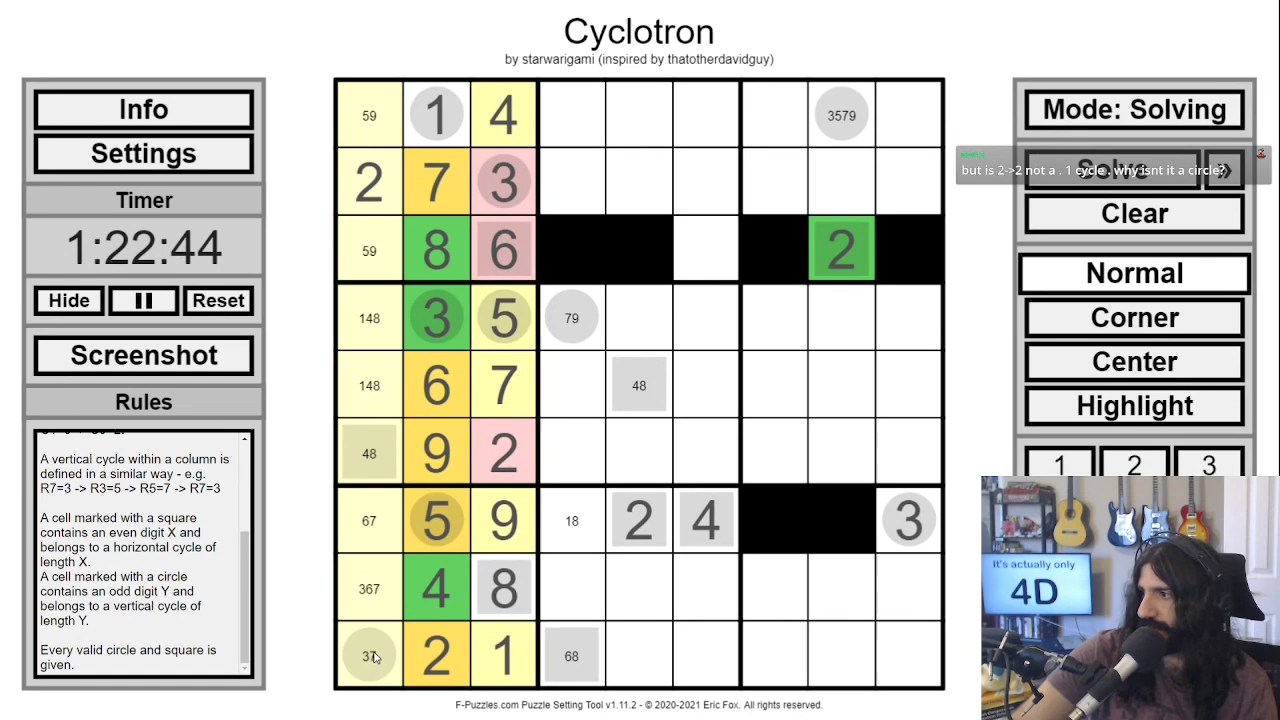 Cyclotron
by starwarigami (inspired by thatotherdavidguy)
Info
Settings
Timer
1:22:44
Hide
Reset
Screenshot
Rules
A vertical cycle within a column is
defined in a similar way - e.g.
R7=3 -> R3=5 -> R5=7 -> R7=3
A cell marked with a square
contains an even digit X and
belongs to a horizontal cycle of
length X.
A cell marked with a circle
contains an odd digit Y and
belongs to a vertical cycle of
length Y.
Every valid circle and square is
given.
59 1 4 3579
2 7 3
59 8 6 2
148 3 5 79
148 6 7 48
48 9 2
67 5 9 18 2 4 3
367 4 8
37 2 1 68
F-Puzzles.com Puzzle Setting Tool v1.11.2 - © 2020-2021 Eric Fox. All rights reserved.
Mode: Solving
Solve »
but is 2->2 not a . 1 cycle . why isnt it a circle?
Clear
Normal
Corner
Center
Highlight
1 2 3
It's actually only
4D